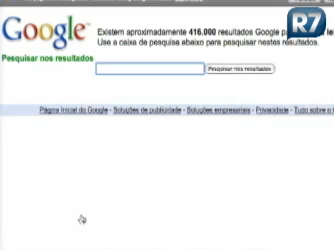 Google™
Existem aproximadamente 416.000 resultados Google
Use a caixa de pesquisa abaixo para pesquisar nestes resultados.
R7
Pesquisar nos resultados
Pesquisar nos resultados
Página Inicial do Google - Soluções de publicidade - Soluções empresariais - Privacidade - Tudo sobre o